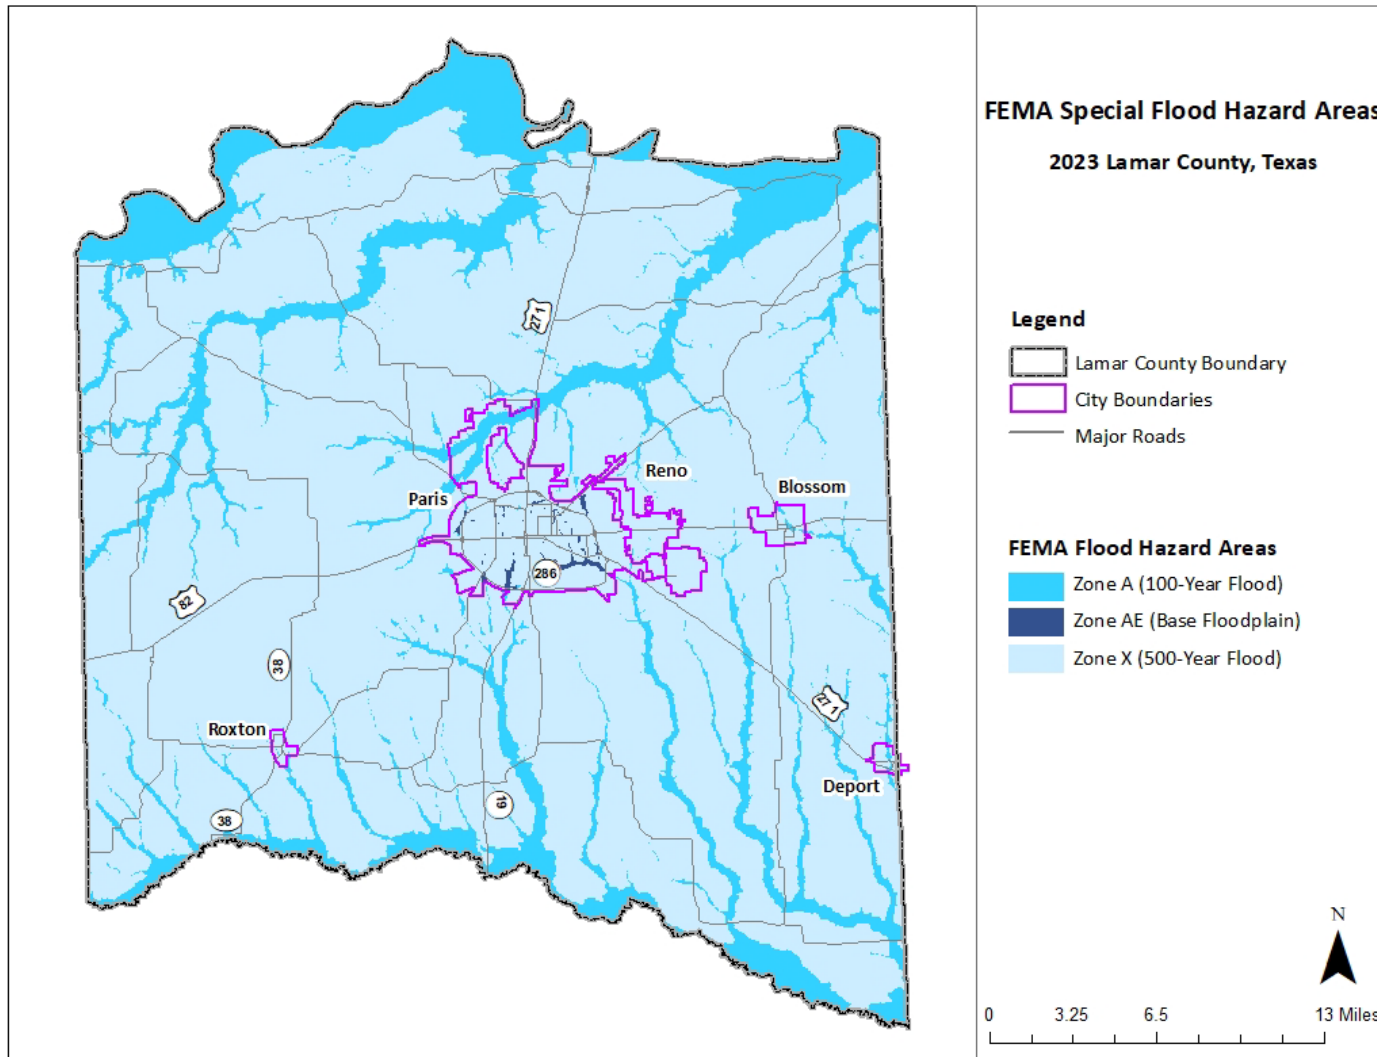 FEMA Special Flood Hazard Areas
2023 Lamar County, Texas
Legend
Lamar County Boundary
City Boundaries
Major Roads
FEMA Flood Hazard Areas
Zone A (100-Year Flood)
Zone AE (Base Floodplain)
Zone X (500-Year Flood)
N
0 3.25 6.5 13 Miles
271
Reno
Blossom
Paris
286
82
38
271
Roxton
Deport
19
38